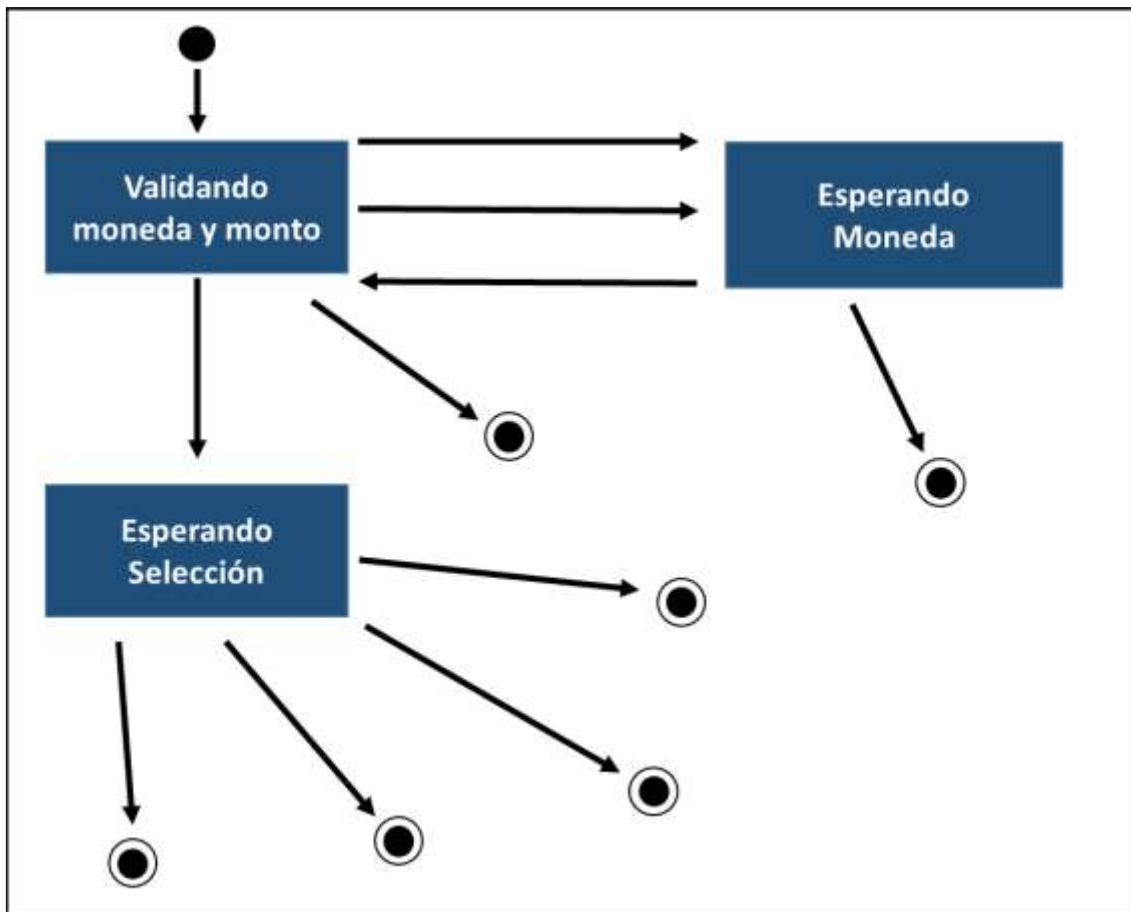 Validando
moneda y monto
Esperando
Moneda
Esperando
Selección